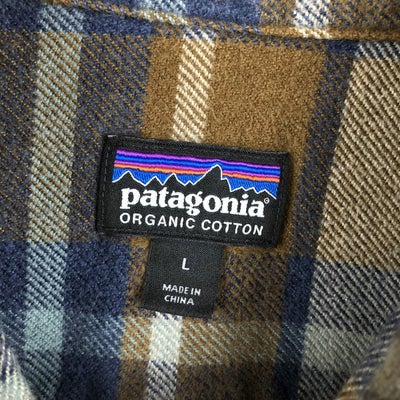 patagonia®
ORGANIC COTTON
L
MADE IN
CHINA